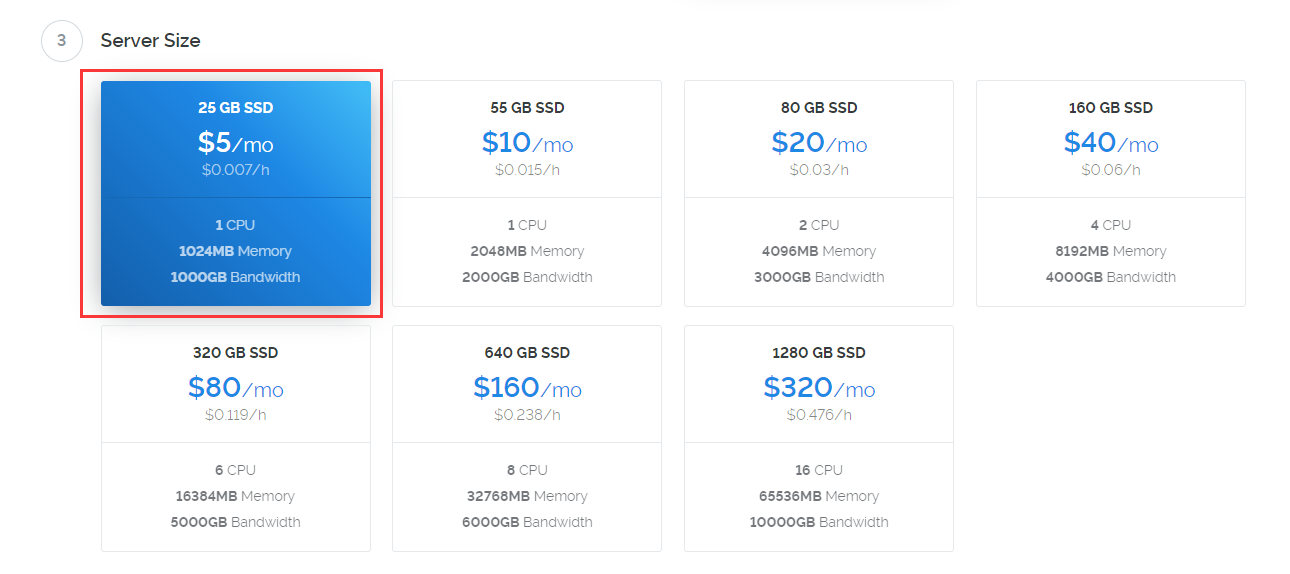 3
Server Size
25 GB SSD
$5/mo
$0.007/h
1 CPU
1024MB Memory
1000GB Bandwidth
55 GB SSD
$10/mo
$0.015/h
1 CPU
2048MB Memory
2000GB Bandwidth
80 GB SSD
$20/mo
$0.03/h
2 CPU
4096MB Memory
3000GB Bandwidth
160 GB SSD
$40/mo
$0.06/h
4 CPU
8192MB Memory
4000GB Bandwidth
320 GB SSD
$80/mo
$0.119/h
6 CPU
16384MB Memory
5000GB Bandwidth
640 GB SSD
$160/mo
$0.238/h
8 CPU
32768MB Memory
6000GB Bandwidth
1280 GB SSD
$320/mo
$0.476/h
16 CPU
65536MB Memory
10000GB Bandwidth